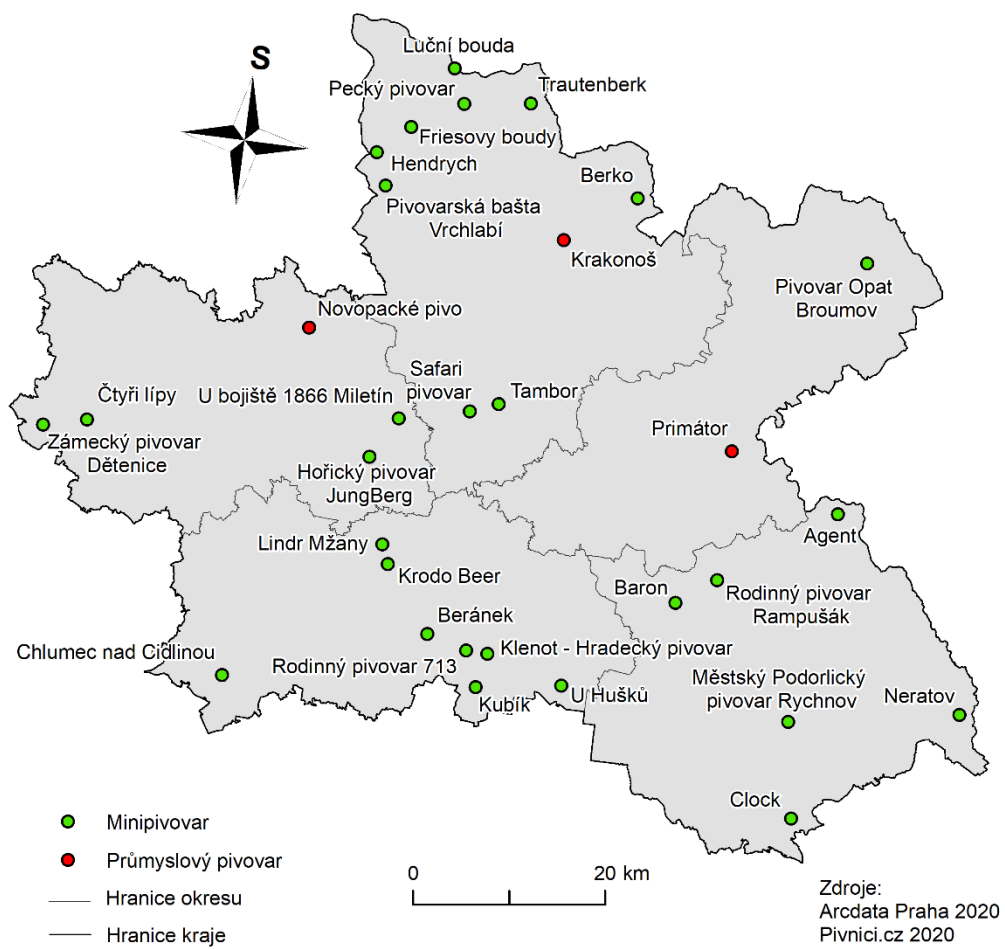 S
Luční bouda
Pecký pivovar
Trautenberk
Friesovy boudy
Hendrych
Berko
Pivovarská bašta
Vrchlabí
Krakonoš
Pivovar Opat
Broumov
Novopacké pivo
Safari
pivovar
Tambor
Čtyři lípy
U bojiště 1866 Miletín
Zámecký pivovar
Dětenice
Primátor
Hořický pivovar
JungBerg
Agent
Lindr Mžany
Krodo Beer
Baron
Rodinný pivovar
Rampušák
Beránek
Chlumec nad Cidlinou
Rodinný pivovar 713
Klenot - Hradecký pivovar
Kubík
U Hušků
Městský Podorlický
pivovar Rychnov
Neratov
Clock
Minipivovar
Průmyslový pivovar
Hranice okresu
Hranice kraje
0 20 km
Zdroje:
Arcdata Praha 2020
Pivnici.cz 2020